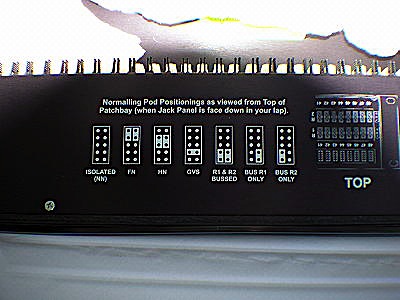 Normalling Pod Positionings as viewed from Top of
Patchbay (when Jack Panel is face down in your lap).
ISOLATED
(NN)
FN
HN
GVS
R1 & R2
BUSSED
BUS R1
ONLY
BUS R2
ONLY
TOP